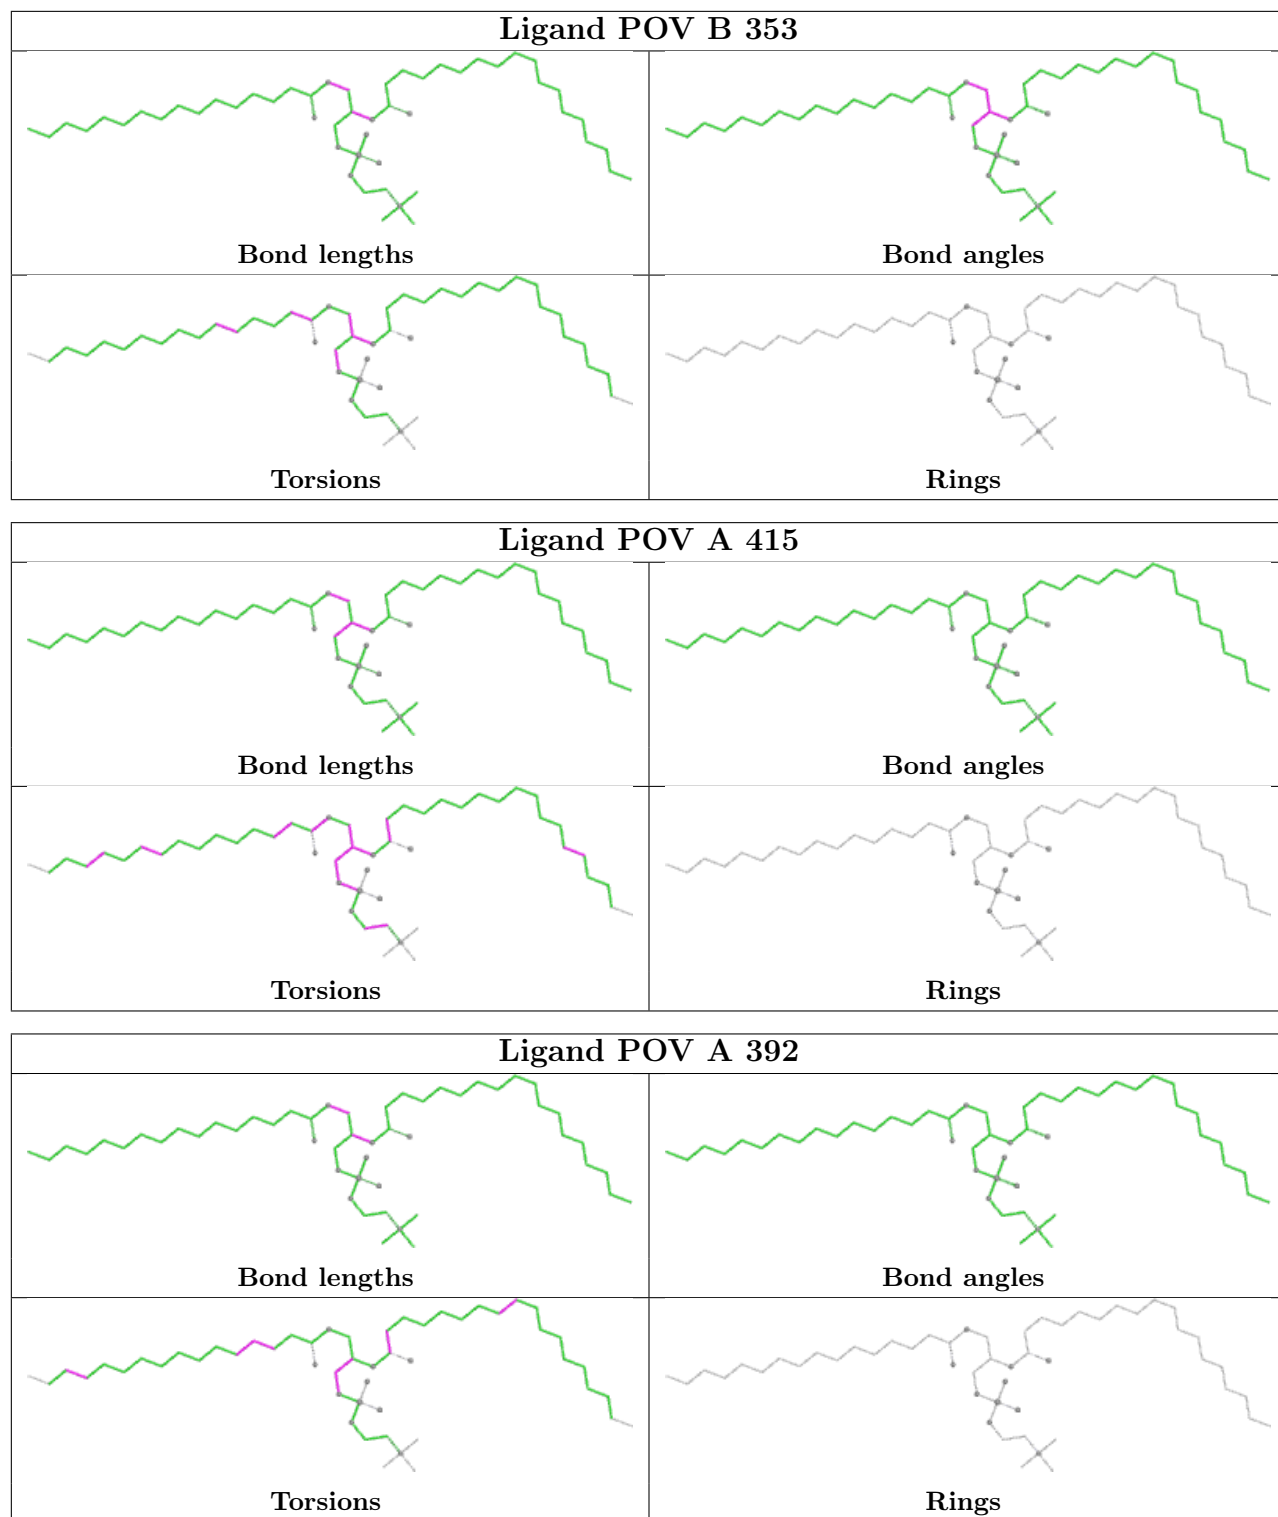 Ligand POV B 353
Bond lengths
Bond angles
Torsions
Rings
Ligand POV A 415
Bond lengths
Bond angles
Torsions
Rings
Ligand POV A 392
Bond lengths
Bond angles
Torsions
Rings